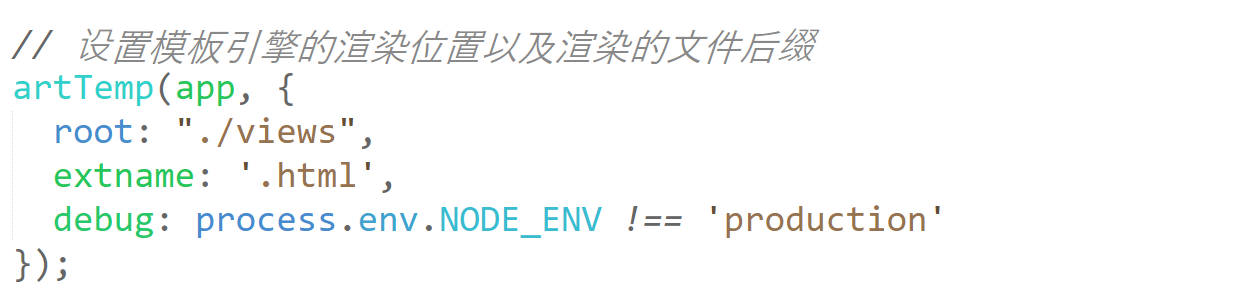 // 设置模板引擎的渲染位置以及渲染的文件后缀
artTemp(app, {
  root: "./views",
  extname: '.html',
  debug: process.env.NODE_ENV !== 'production'
});